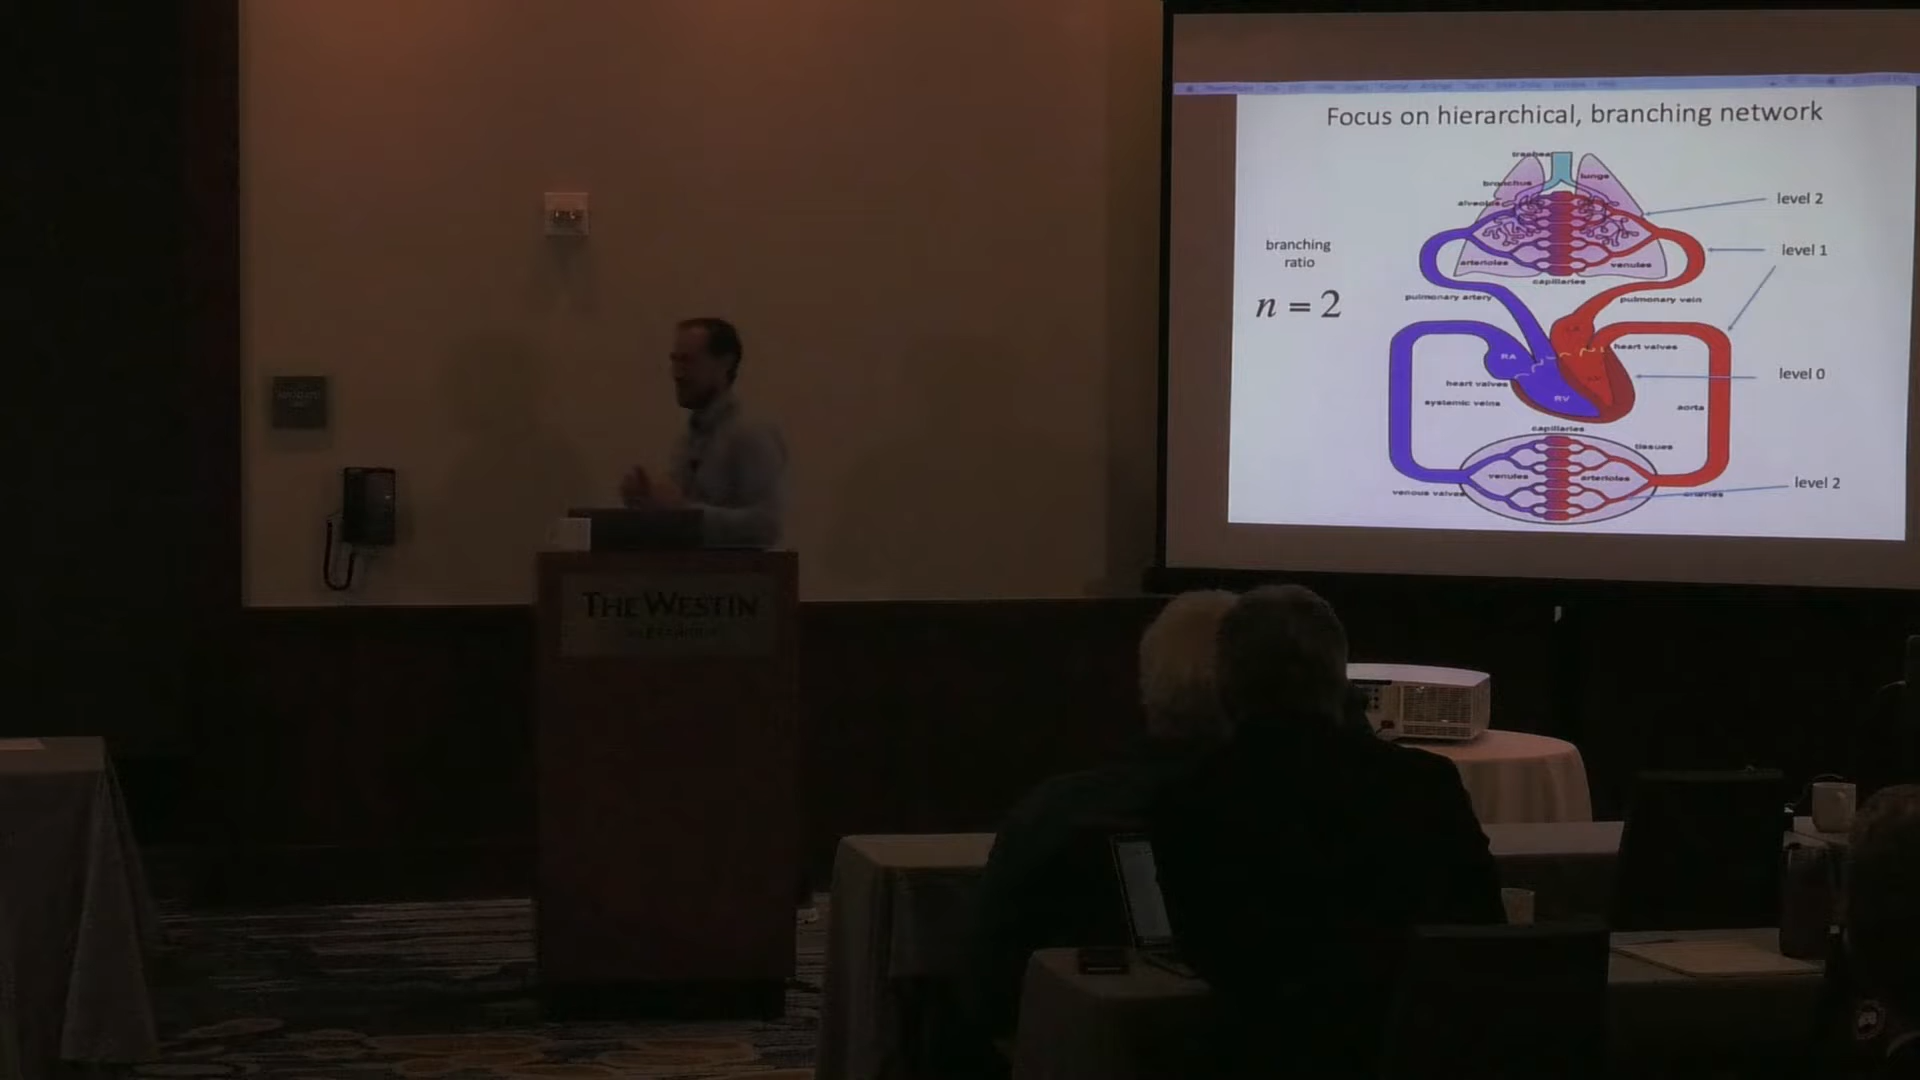 Focus on hierarchical, branching network
trachea
bronchus
lungs
alveolus
level 2
branching
ratio
level 1
arterioles
venules
capillaries
n = 2
pulmonary artery
pulmonary vein
heart valves
RA
level 0
heart valves
RV
systemic veins
aorta
capillaries
tissues
venules
arterioles
level 2
venous valves
arteries
THE WESTIN